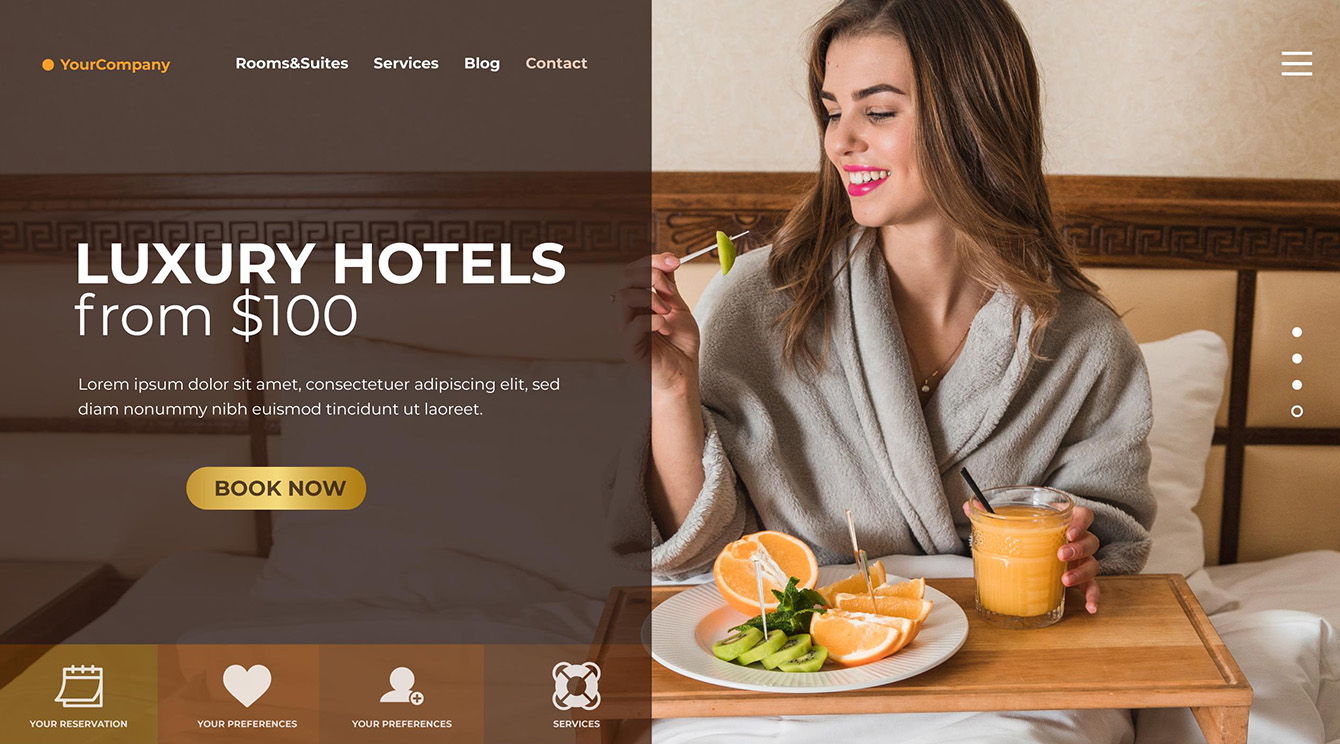 YourCompany
Rooms&Suites Services Blog Contact
LUXURY HOTELS
from $100
Lorem ipsum dolor sit amet, consectetuer adipiscing elit, sed
diam nonummy nibh euismod tincidunt ut laoreet.
BOOK NOW
YOUR RESERVATION
YOUR PREFERENCES
YOUR PREFERENCES
SERVICES